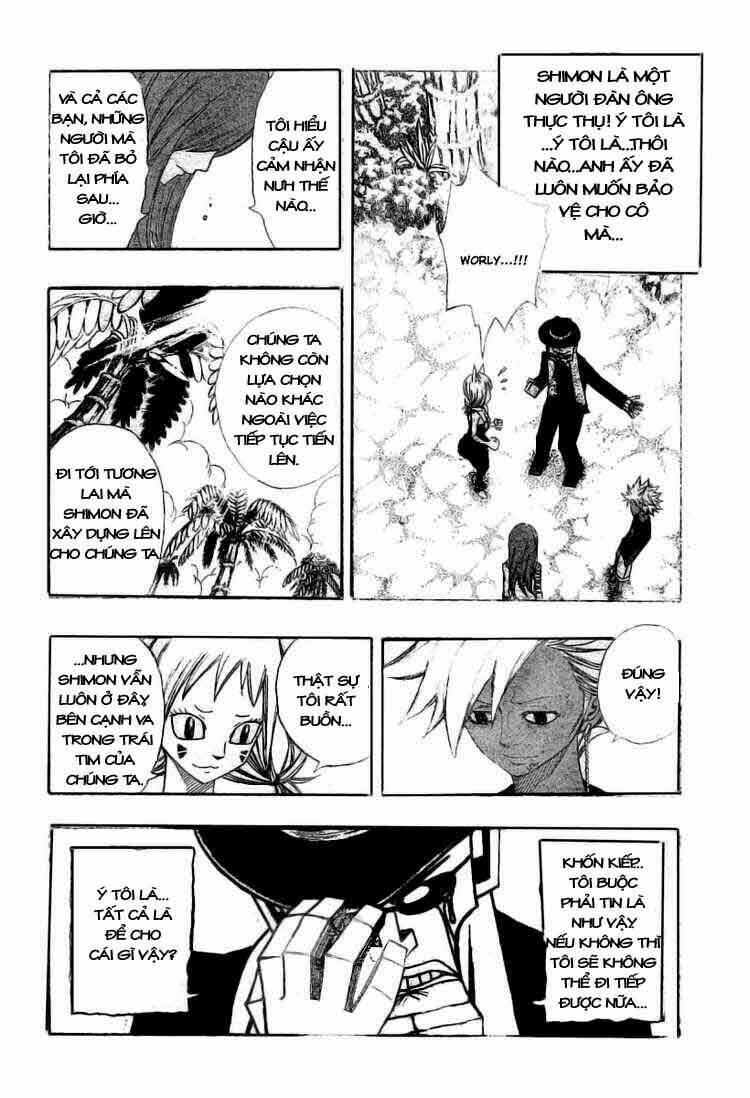 SHIMON LÀ MỘT
NGƯỜI ĐÀN ÔNG
THỰC THỤ! Ý TÔI LÀ
...Ý TÔI LÀ...THÔI
NÀO...ANH ẤY ĐÃ
LUÔN MUỐN BẢO
VỆ CHO CÔ
MÀ...
WORLY...!!!
TÔI HIỂU
CẬU ẤY
CẢM NHẬN
NƯH THẾ
NÀO...
VÀ CẢ CÁC
BẠN, NHỮNG
NGƯỜI MÀ
TÔI ĐÃ BỎ
LẠI PHÍA
SAU...
GIỜ...
CHÚNG TA
KHÔNG CÒN
LỰA CHỌN
NÀO KHÁC
NGOÀI VIỆC
TIẾP TỤC TIẾN
LÊN.
ĐI TỚI TƯƠNG
LAI MÀ
SHIMON ĐÃ
XÂY DỰNG LÊN
CHO CHÚNG TA.
ĐÚNG
VẬY!
THẬT SỰ
TÔI RẤT
BUỒN...
...NHƯNG
SHIMON VẪN
LUÔN Ở ĐÂY,
BÊN CẠNH VA
TRONG TRÁI
TIM CỦA
CHÚNG TA.
KHỐN KIẾP..
TÔI BUỘC
PHẢI TIN LÀ
NHƯ VẬY
NẾU KHÔNG THÌ
TÔI SẼ KHÔNG
THỂ ĐI TIẾP
ĐƯỢC NỮA...
Ý TÔI LÀ...
TẤT CẢ LÀ
ĐỂ CHO
CÁI GÌ VẬY?